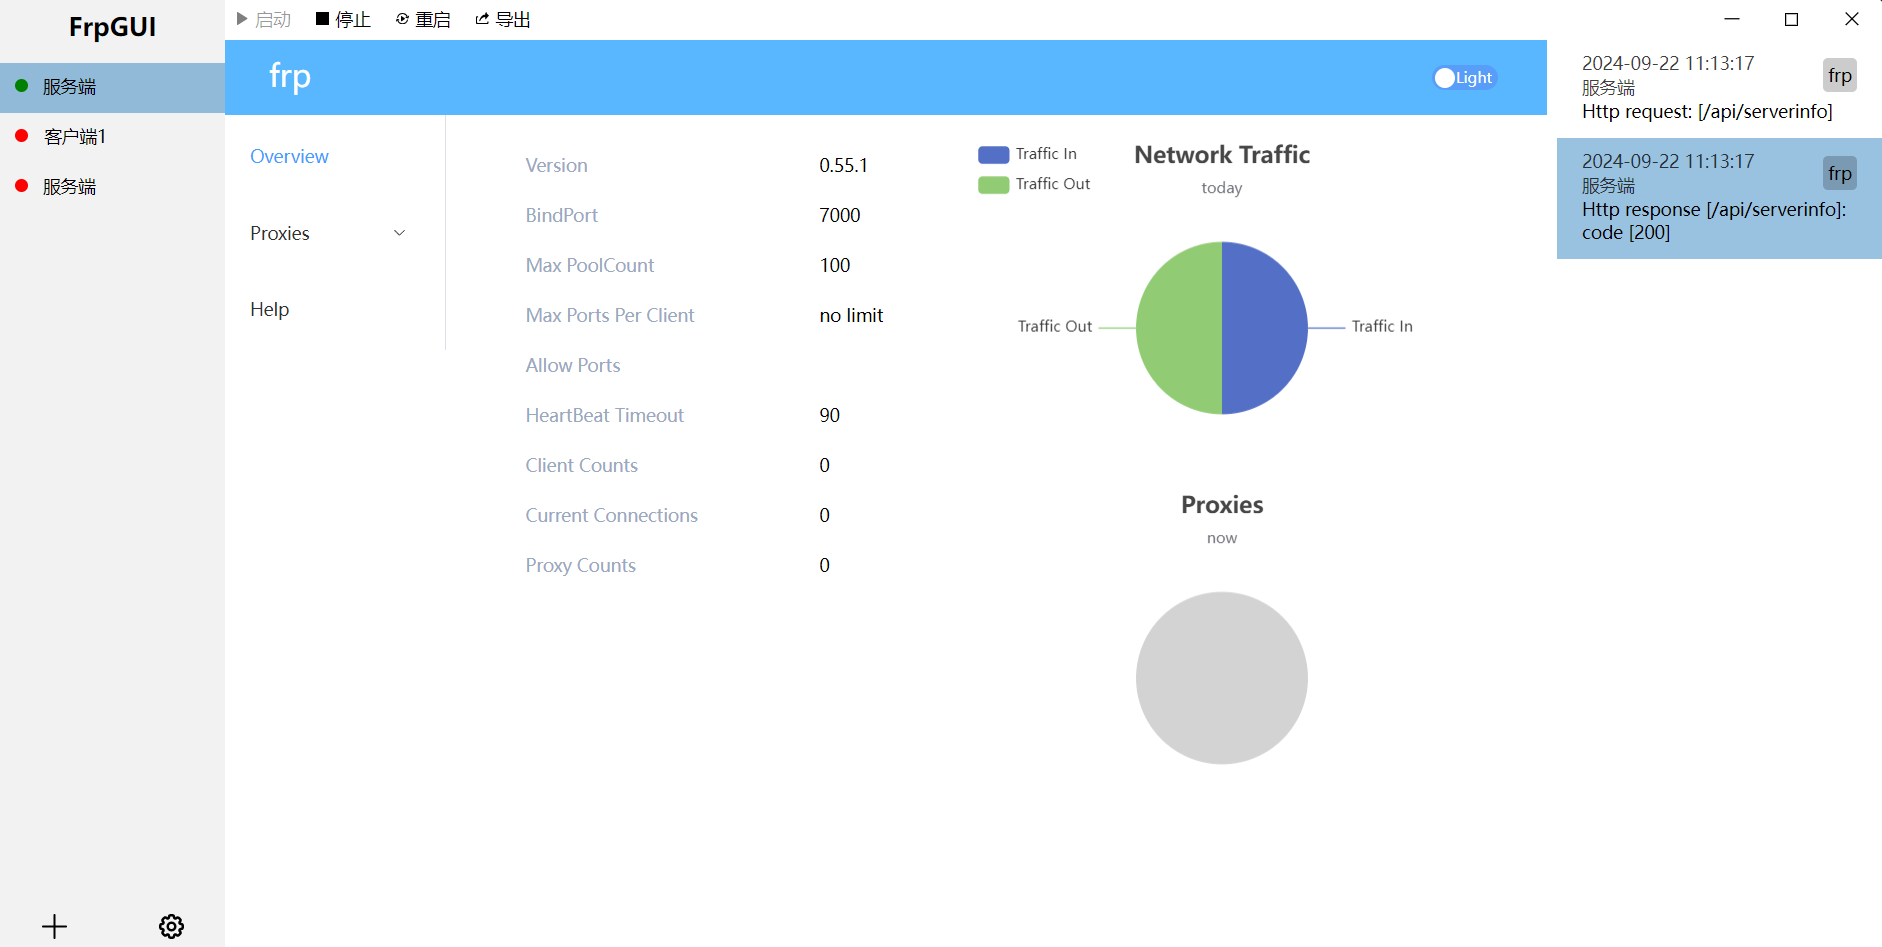 FrpGUI
服务端
客户端1
服务端
启动 停止 重启 导出
frp
Light
Overview
Proxies
Help
Version 0.55.1
BindPort 7000
Max PoolCount 100
Max Ports Per Client no limit
Allow Ports
HeartBeat Timeout 90
Client Counts 0
Current Connections 0
Proxy Counts 0
Traffic In
Traffic Out
Network Traffic
today
Traffic Out
Traffic In
Proxies
now
2024-09-22 11:13:17
frp
服务端
Http request: [/api/serverinfo]
2024-09-22 11:13:17
frp
服务端
Http response [/api/serverinfo]:
code [200]